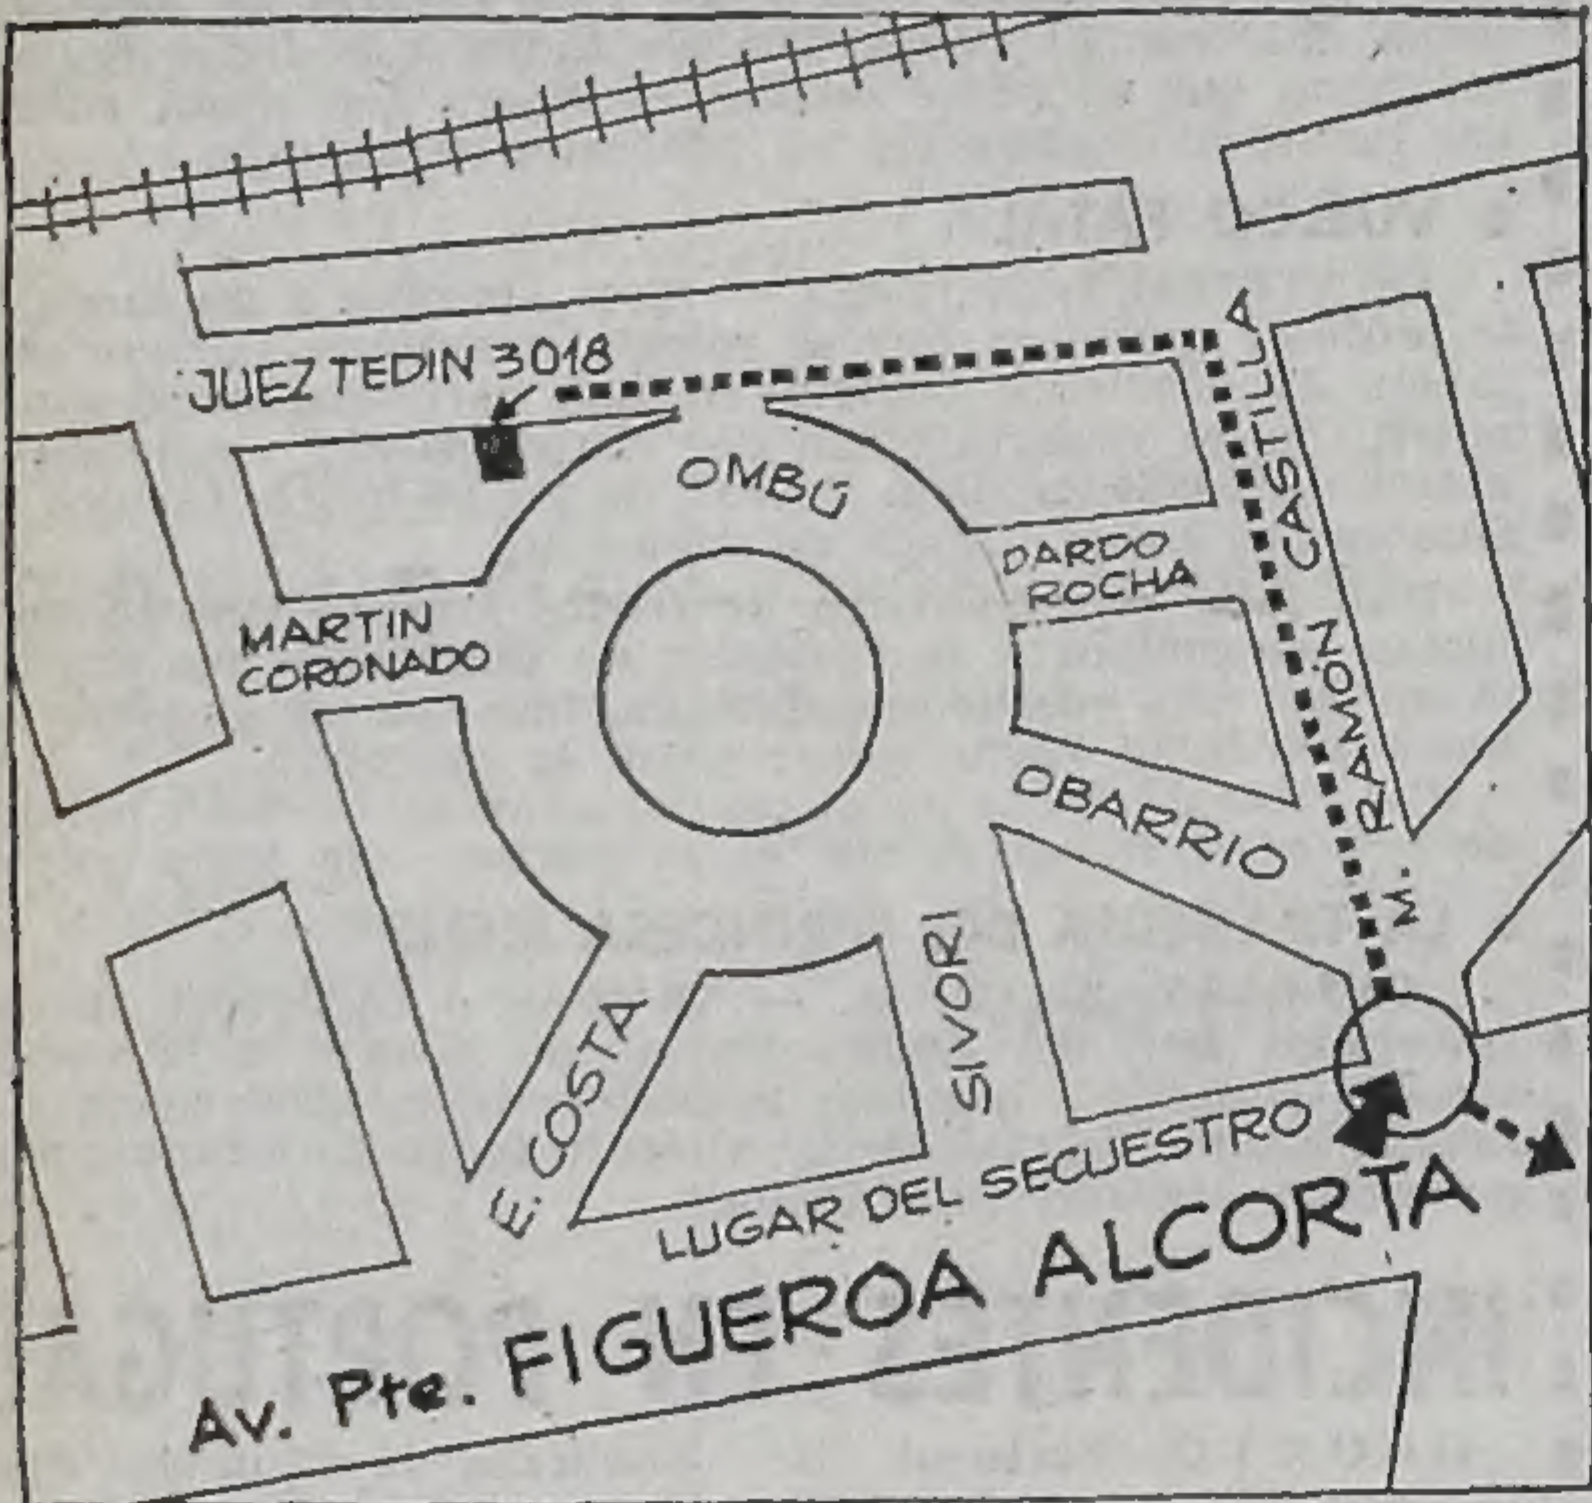 JUEZ TEDIN 3018
OMBÚ
DARDO
ROCHA
M. RAMÓN CASTILLA
MARTIN
CORONADO
OBARRIO
SIVORI
E. COSTA
LUGAR DEL SECUESTRO
Av. Pte. FIGUEROA ALCORTA